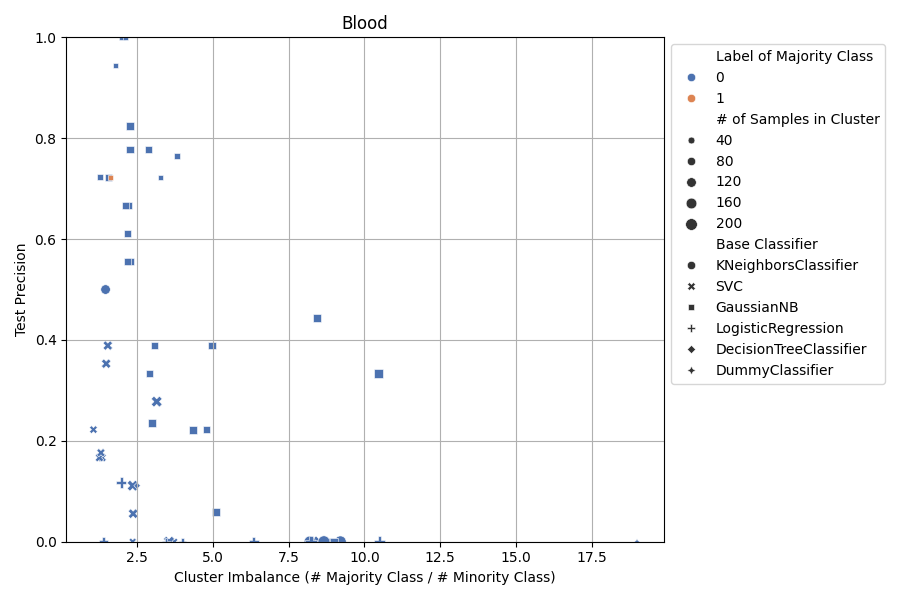 Blood
1.0
0.8
0.6
0.4
0.2
0.0
Test Precision
2.5 5.0 7.5 10.0 12.5 15.0 17.5
Cluster Imbalance (# Majority Class / # Minority Class)
Label of Majority Class
0
1
# of Samples in Cluster
40
80
120
160
200
Base Classifier
KNeighborsClassifier
SVC
GaussianNB
LogisticRegression
DecisionTreeClassifier
DummyClassifier